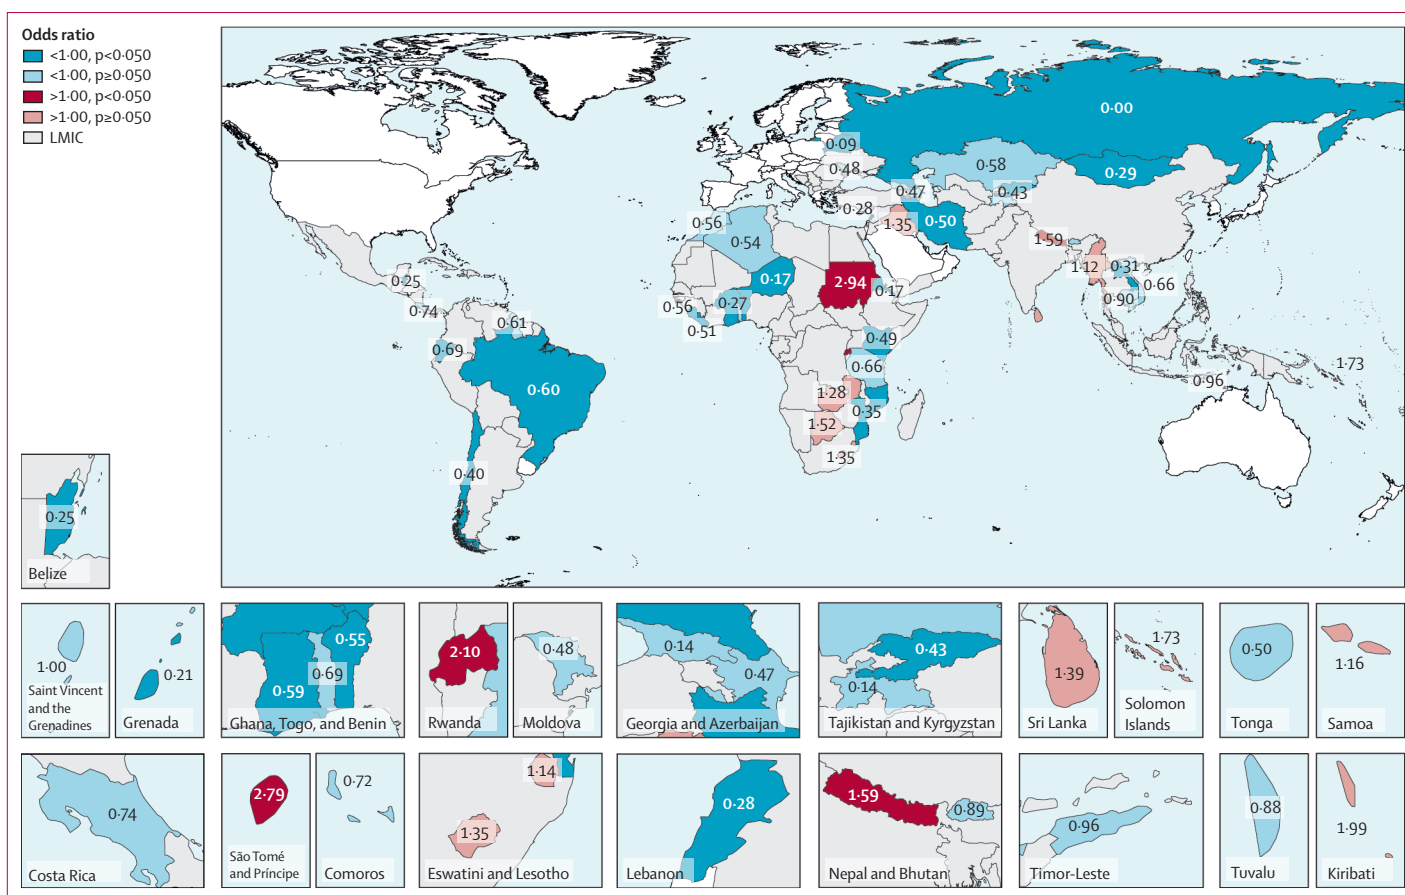 Odds ratio
<1·00, p<0·050
<1·00, p≥0·050
>1·00, p<0·050
>1·00, p≥0·050
LMIC
0·00
0·09
0·58
0·48
0·29
0·47
0·43
0·28
0·56
1·35
0·50
0·54
1·59
0·17
2·94
1·12
0·31
0·25
0·17
0·66
0·56
0·27
0·90
0·74
0·61
0·51
0·49
0·69
0·66
1·73
0·96
0·60
1·28
0·35
1·52
1·35
0·40
0·25
Belize
1·00
Saint Vincent
and the
Grenadines
0·21
Grenada
0·55
0·69
0·59
Ghana, Togo, and Benin
2·10
Rwanda
0·48
Moldova
0·14
0·47
Georgia and Azerbaijan
0·43
0·14
Tajikistan and Kyrgyzstan
1·39
Sri Lanka
1·73
Solomon
Islands
0·50
Tonga
1·16
Samoa
0·74
Costa Rica
2·79
São Tomé
and Príncipe
0·72
Comoros
1·14
1·35
Eswatini and Lesotho
0·28
Lebanon
1·59
0·89
Nepal and Bhutan
0·96
Timor-Leste
0·88
Tuvalu
1·99
Kiribati